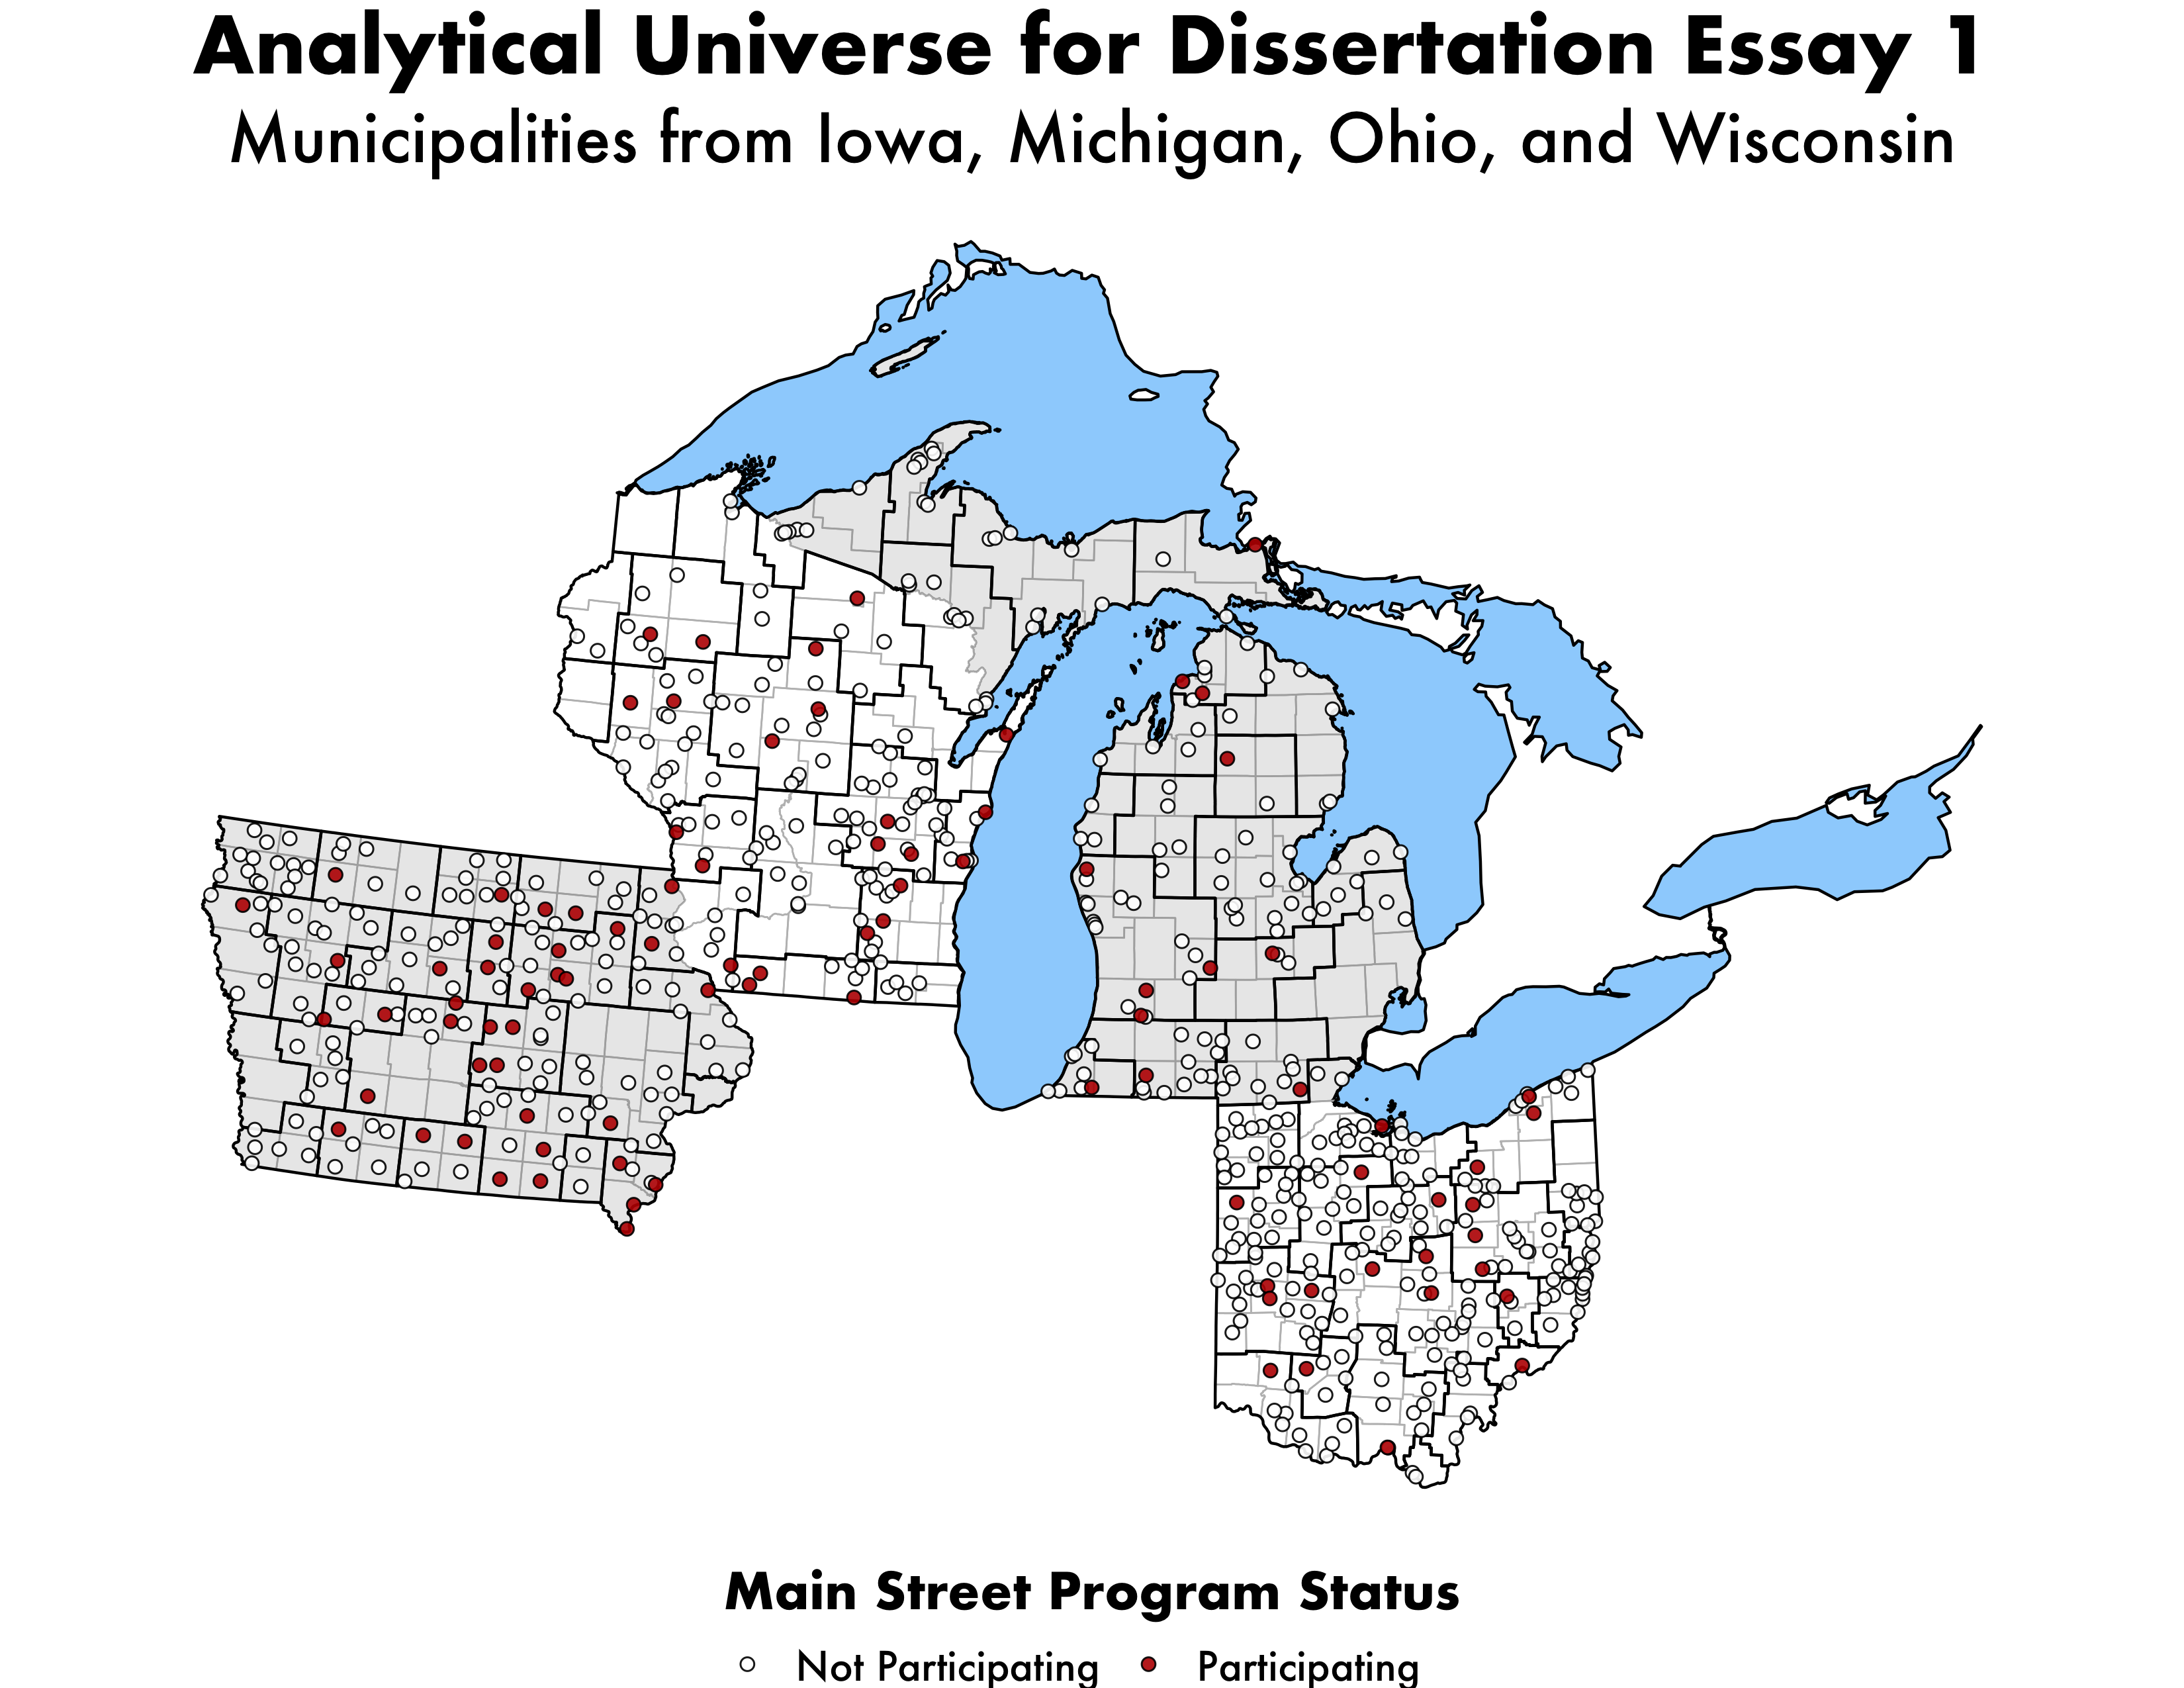 Analytical Universe for Dissertation Essay 1
Municipalities from Iowa, Michigan, Ohio, and Wisconsin
Main Street Program Status
Not Participating Participating